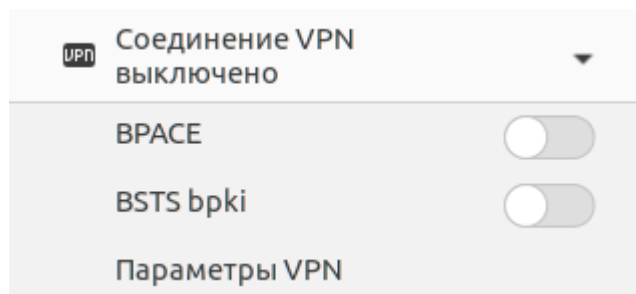 VPN
Соединение VPN
выключено
BPACE
BSTS bpki
Параметры VPN